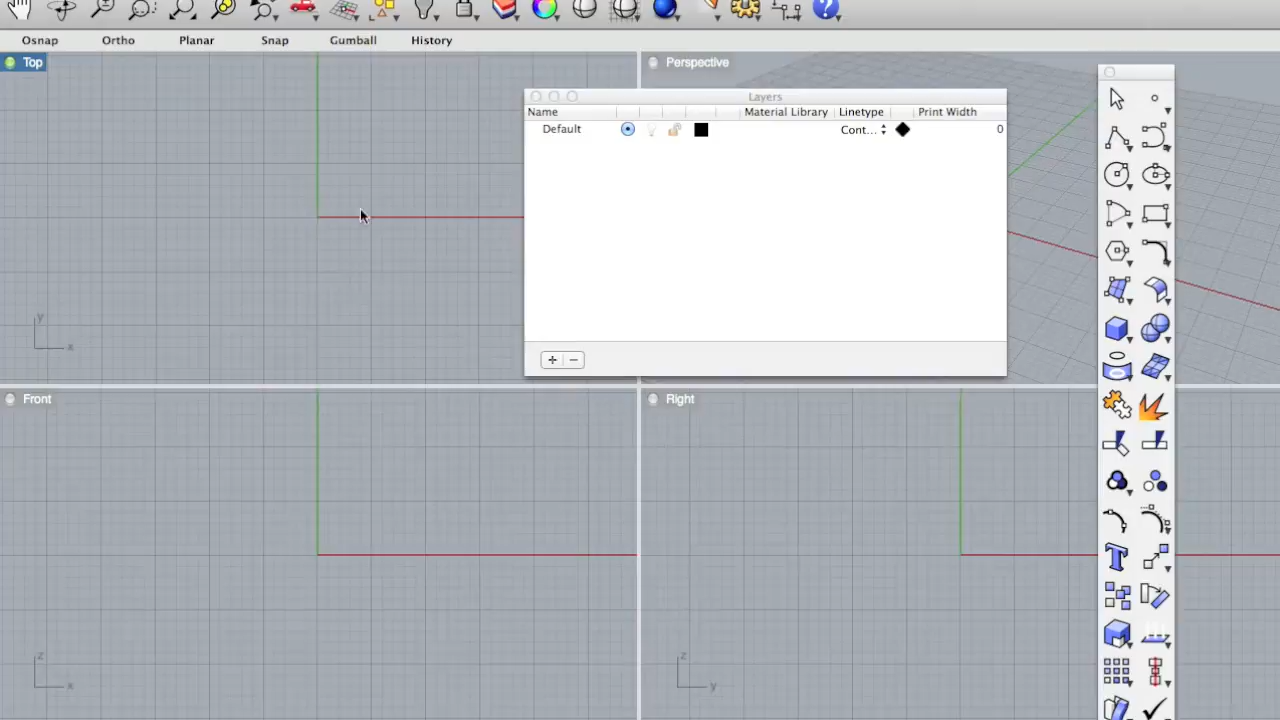 Osnap Ortho Planar Snap Gumball History
Top
Perspective
Layers
Name Material Library Linetype Print Width
Default Cont... 0
y
x
Front
Right
z
x
z
y